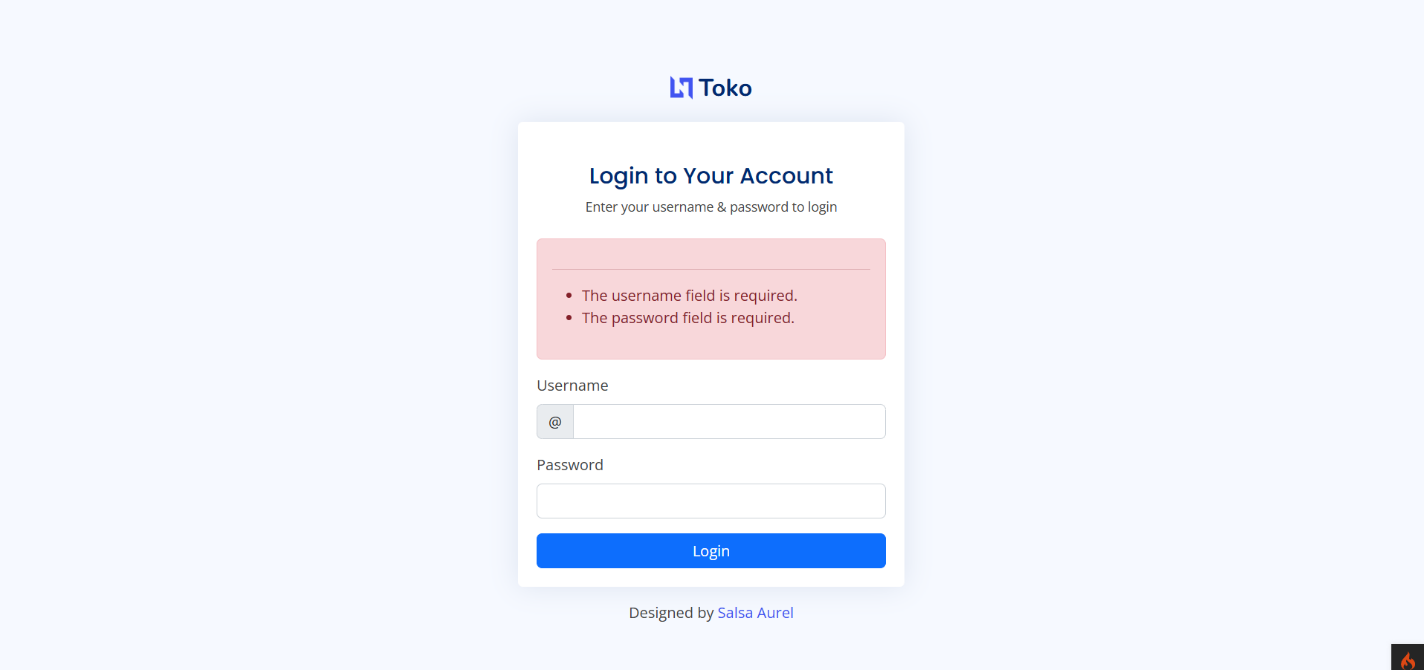 Toko
Login to Your Account
Enter your username & password to login
• The username field is required.
• The password field is required.
Username
@
Password
Login
Designed by Salsa Aurel